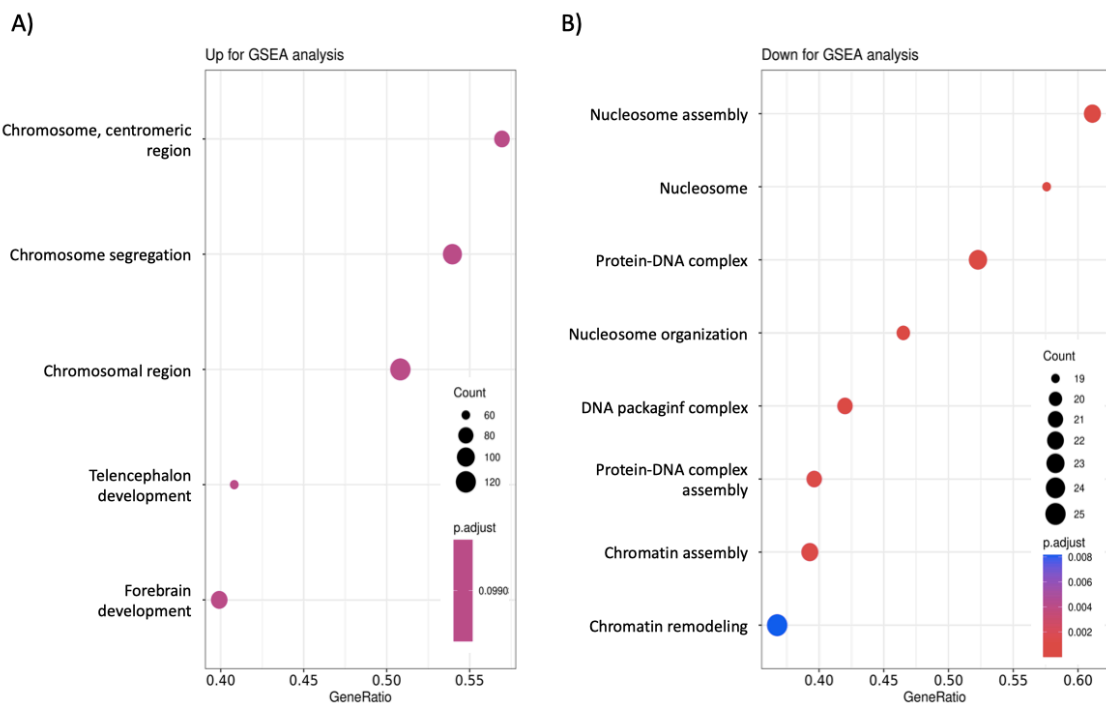 A)
Up for GSEA analysis
Chromosome, centromeric
region
Chromosome segregation
Chromosomal region
Telencephalon
development
Forebrain
development
Count
60
80
100
120
p.adjust
0.0990
0.40 0.45 0.50 0.55
GeneRatio
B)
Down for GSEA analysis
Nucleosome assembly
Nucleosome
Protein-DNA complex
Nucleosome organization
DNA packaginf complex
Protein-DNA complex
assembly
Chromatin assembly
Chromatin remodeling
Count
19
20
21
22
23
24
25
p.adjust
0.008
0.006
0.004
0.002
0.40 0.45 0.50 0.55 0.60
GeneRatio